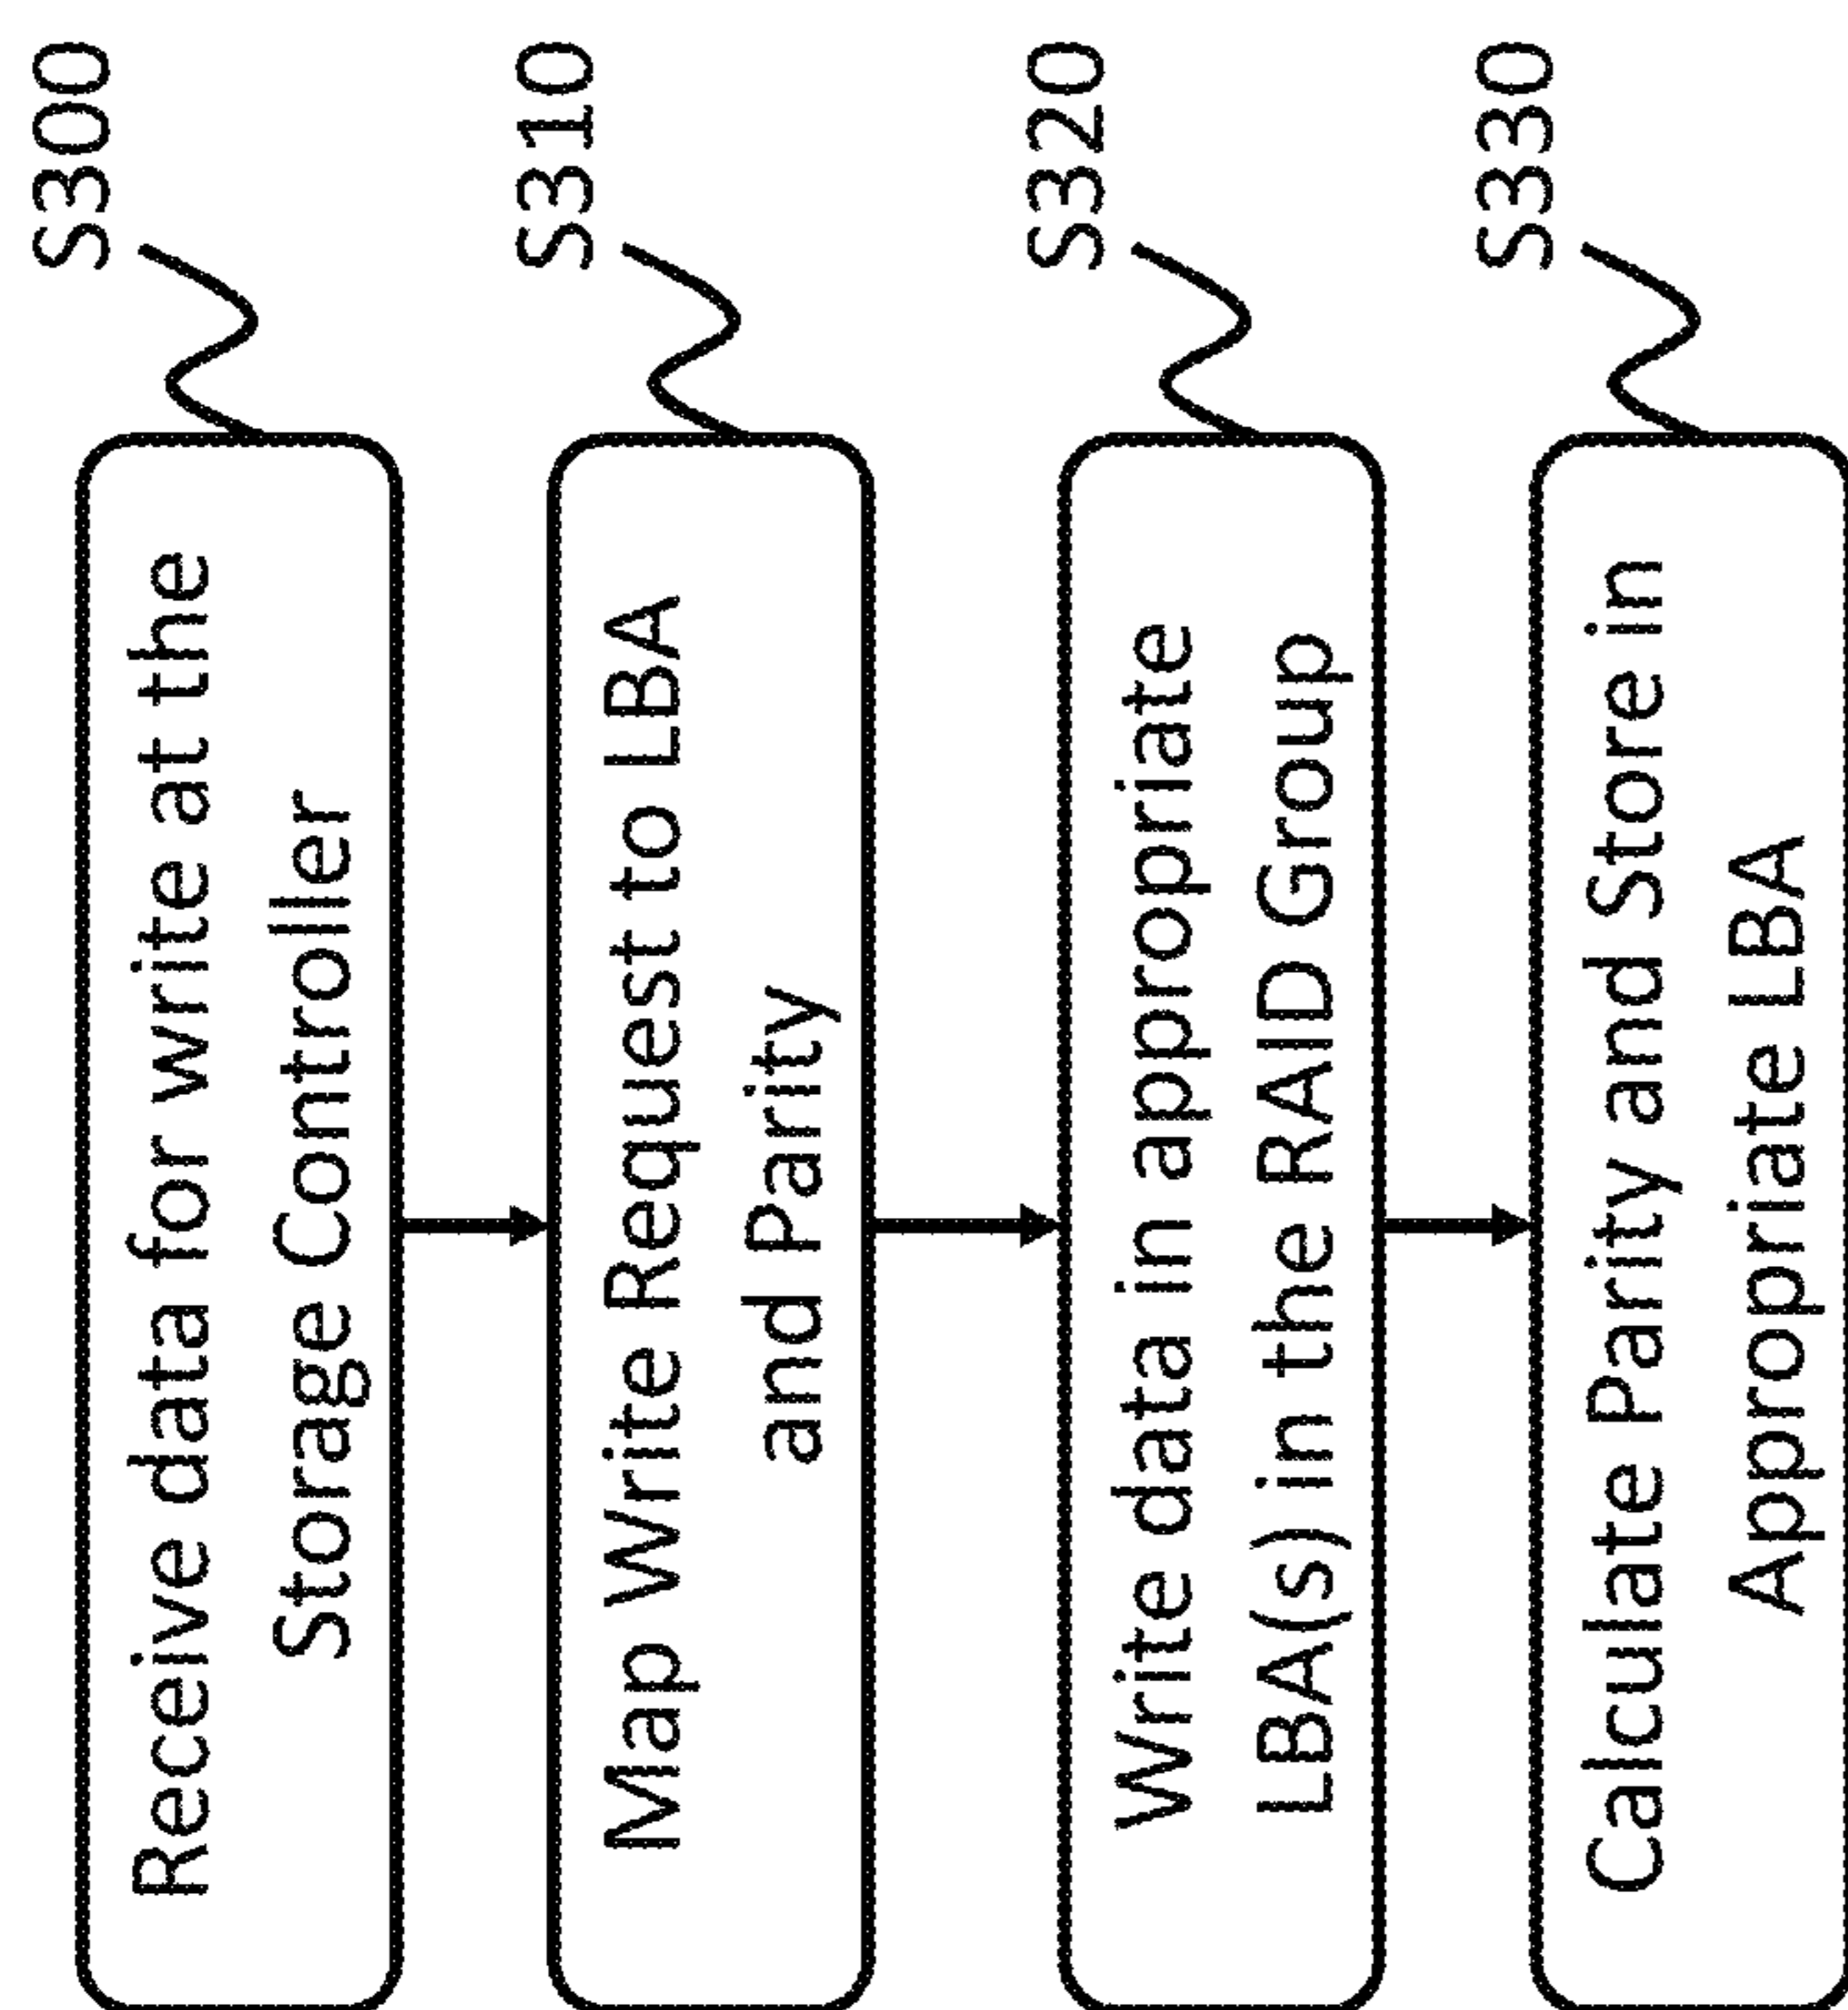 Receive data for write at the
Storage Controller
S300
Map Write Request to LBA
and Parity
S310
Write data in appropriate
LBA(s) in the RAID Group
S320
Calculate Parity and Store in
Appropriate LBA
S330